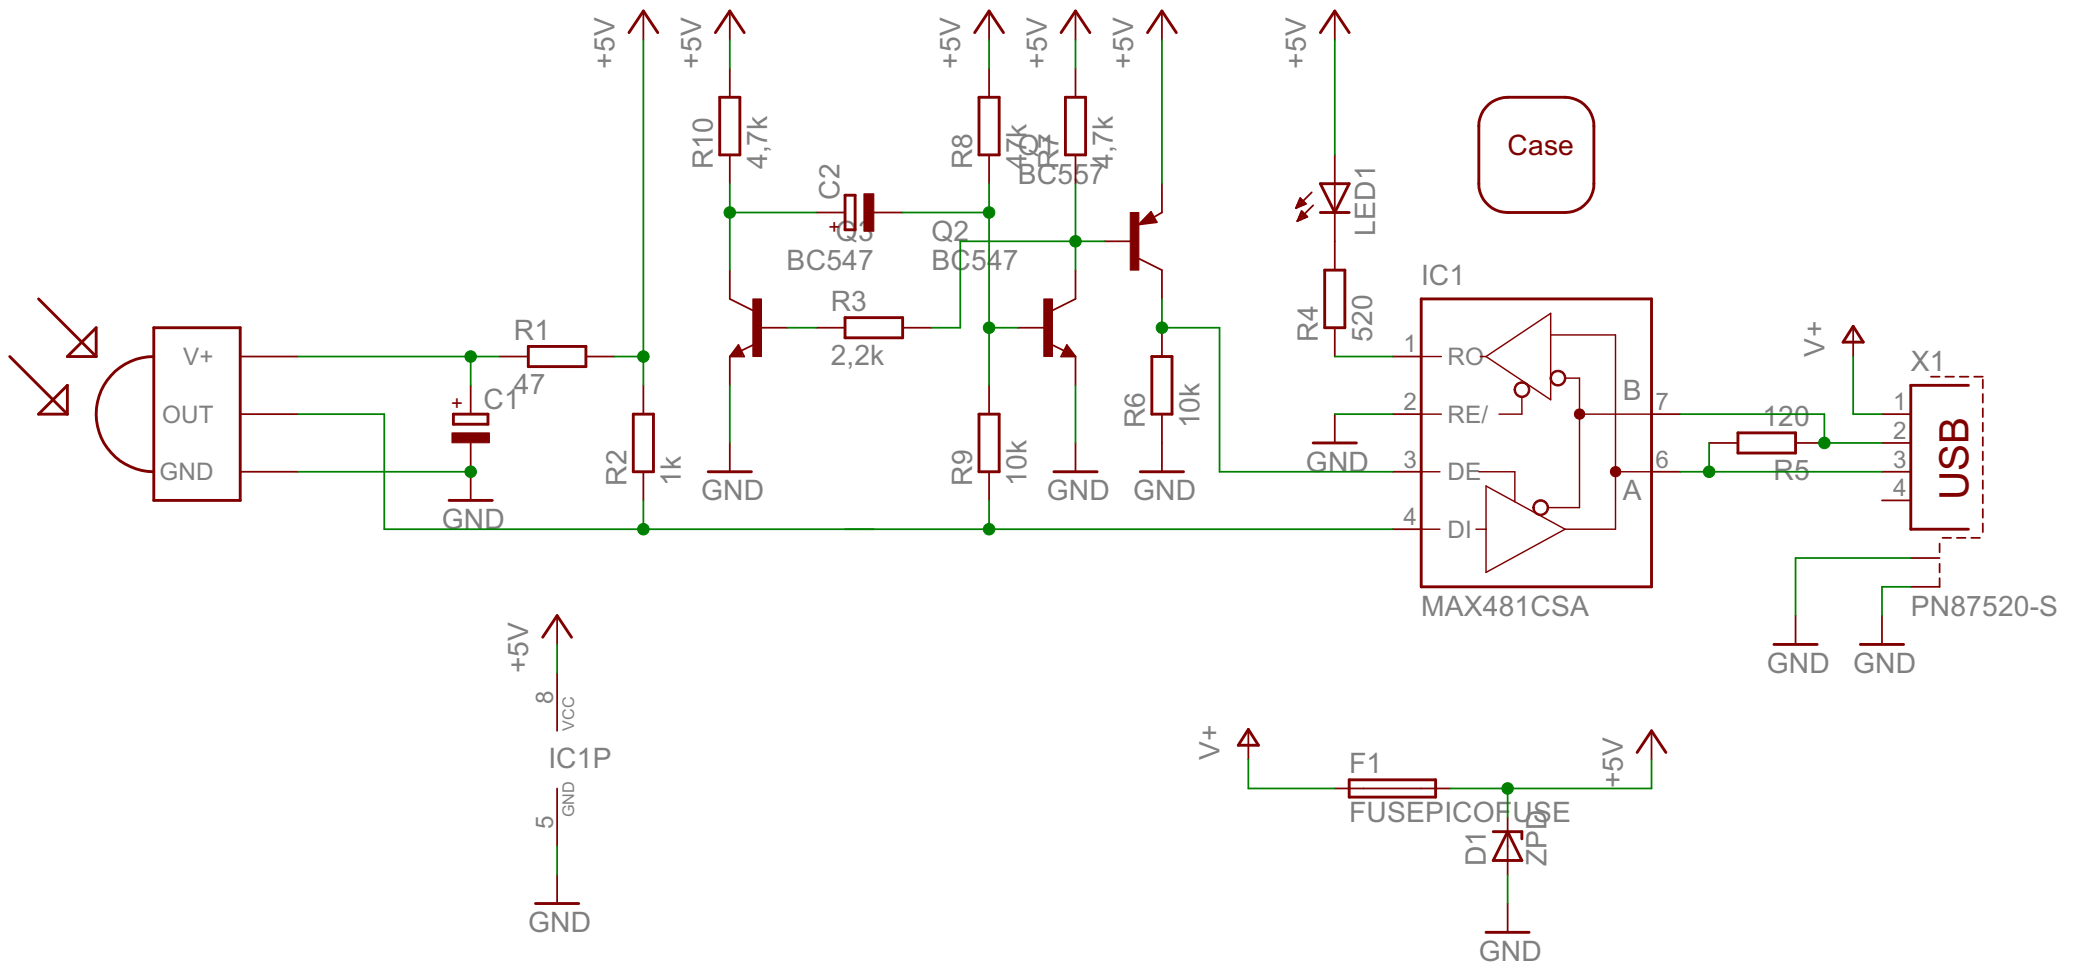 +5V
+5V
+5V
+5V
+5V
+5V
R10
4,7k
R8
4,7k
R7
4,7k
Q1
BC557
Case
C2
+
LED1
Q3
BC547
Q2
BC547
IC1
R3
2,2k
R4
520
R1
47
V+
OUT
GND
+
C1
GND
R2
1k
GND
R9
10k
GND
R6
10k
GND
GND
1
RO
2
RE/
3
DE
4
DI
B
7
A
6
MAX481CSA
120
R5
V+
X1
1
2
3
4
USB
PN87520-S
GND
GND
+5V
8
VCC
IC1P
5
GND
GND
V+
F1
FUSEPICOFUSE
+5V
D1
ZPD
GND